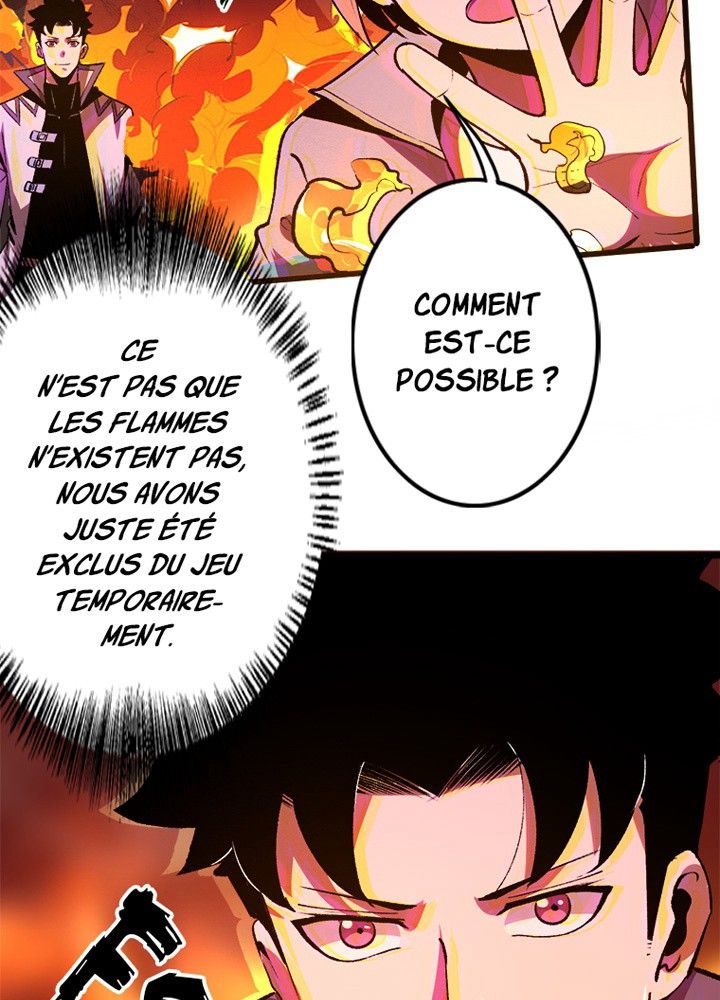 COMMENT
EST-CE
POSSIBLE ?
CE
N'EST PAS QUE
LES FLAMMES
N'EXISTENT PAS,
NOUS AVONS
JUSTE ÉTÉ
EXCLUS DU JEU
TEMPORAIRE-
MENT.